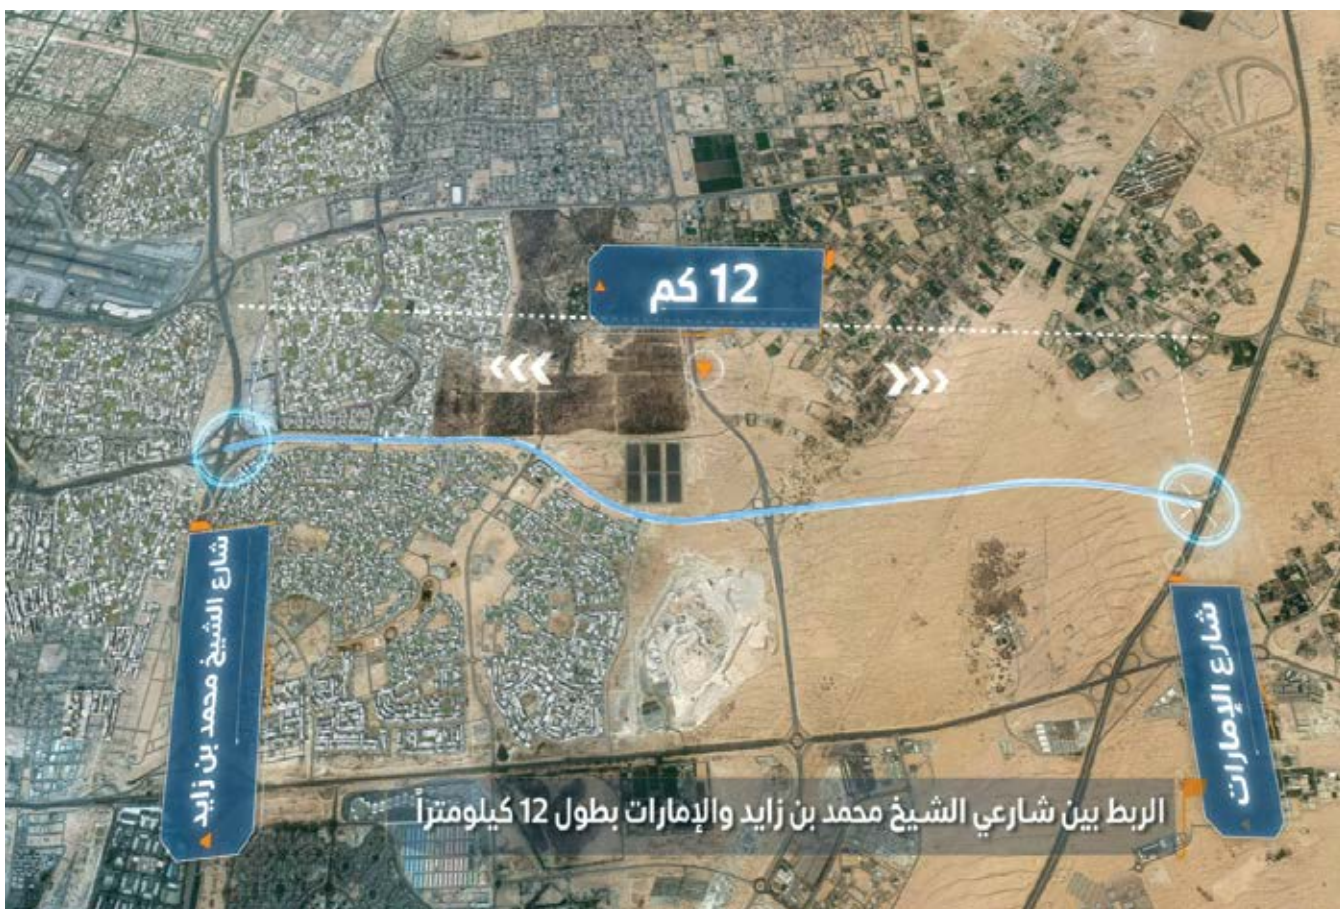 12 كم
شارع الشيخ محمد بن زايد
شارع الإمارات
الربط بين شارعي الشيخ محمد بن زايد والإمارات بطول 12 كيلومتراً